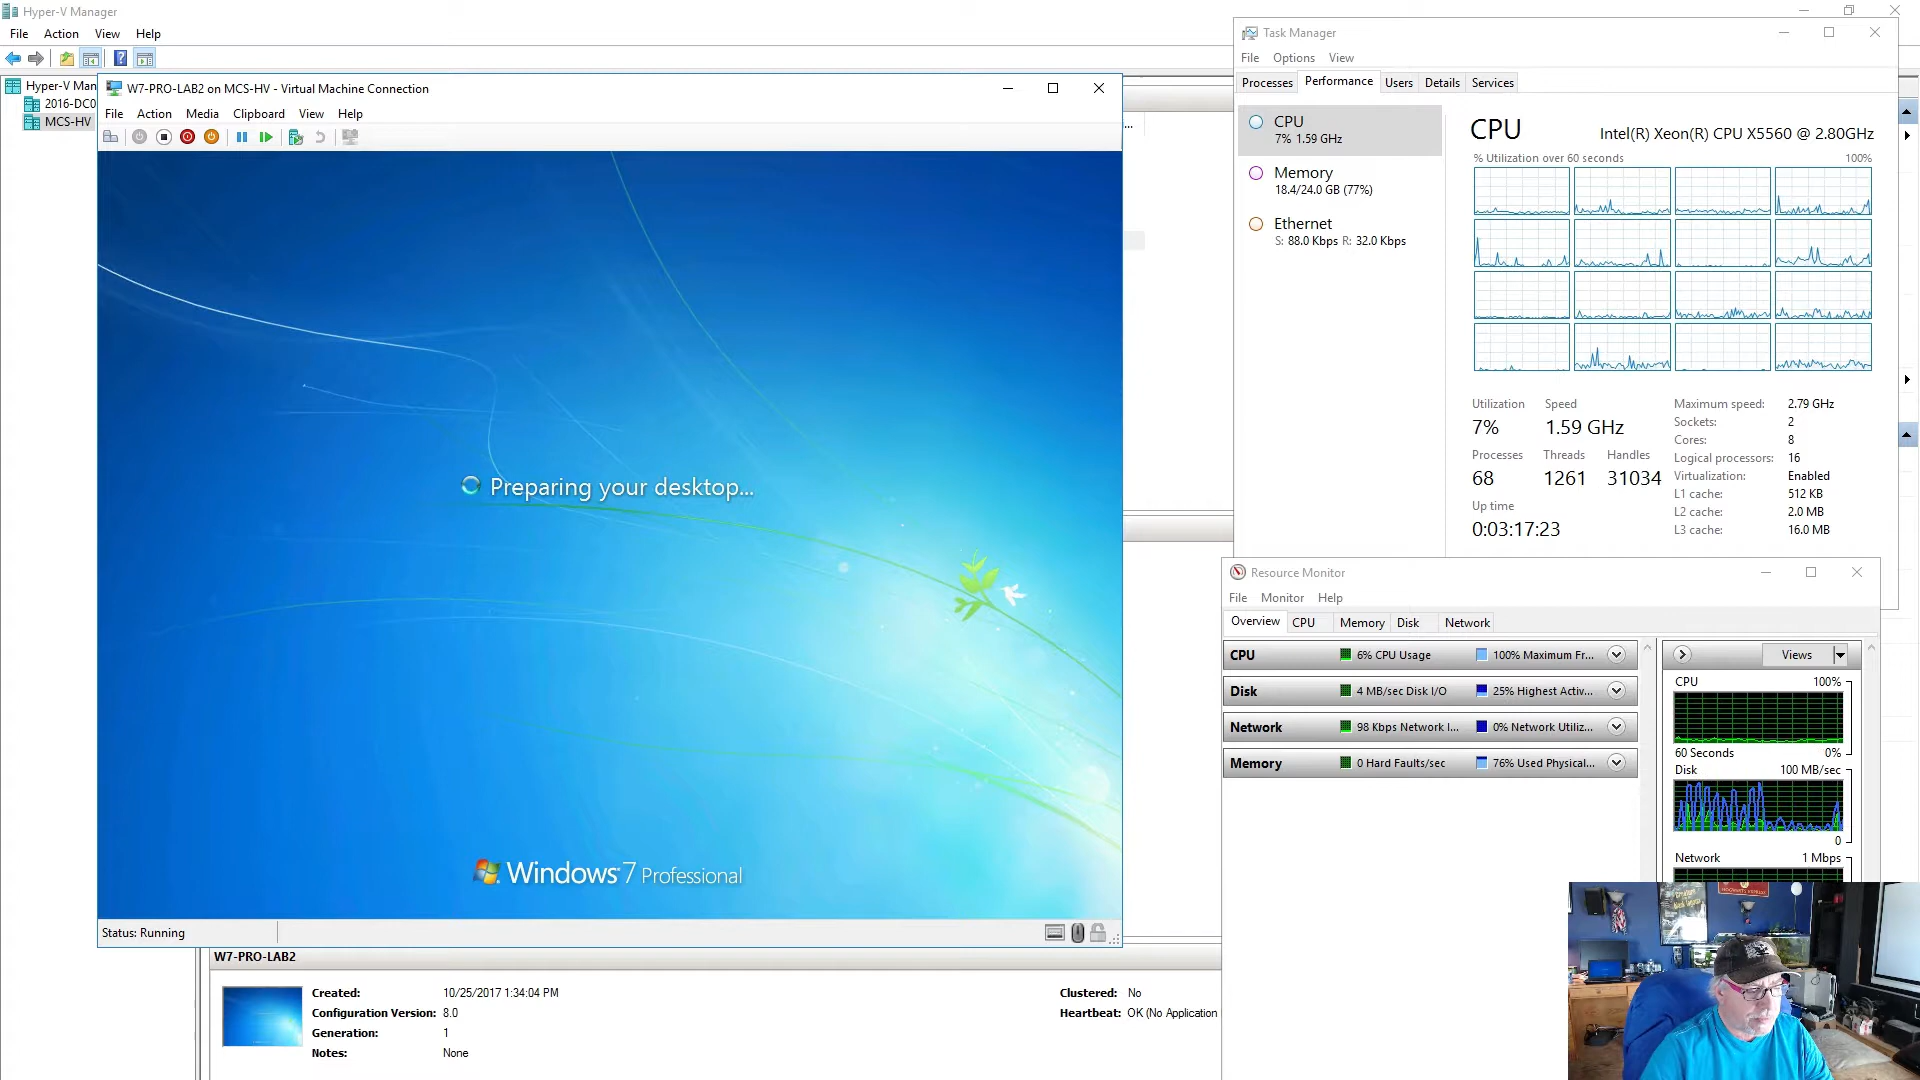 Hyper-V Manager
File Action View Help
Hyper-V Man
2016-DC0
MCS-HV
W7-PRO-LAB2 on MCS-HV - Virtual Machine Connection
File Action Media View Clipboard View Help
Preparing your desktop...
Windows 7 Professional
Status: Running
W7-PRO-LAB2
Created: 10/25/2017 1:34:04 PM
Configuration Version: 8.0
Generation: 1
Notes: None
Clustered: No
Heartbeat: OK (No Application
Task Manager
File Options View
Processes Performance Users Details Services
CPU
7% 1.59 GHz
Memory
18.4/24.0 GB (77%)
Ethernet
S: 88.0 Kbps R: 32.0 Kbps
CPU Intel(R) Xeon(R) CPU X5560 @ 2.80GHz
% Utilization over 60 seconds 100%
Utilization Speed
7% 1.59 GHz
Processes Threads Handles
68 1261 31034
Up time
0:03:17:23
Maximum speed: 2.79 GHz
Sockets: 2
Cores: 8
Logical processors: 16
Virtualization: Enabled
L1 cache: 512 KB
L2 cache: 2.0 MB
L3 cache: 16.0 MB
Resource Monitor
File Monitor Help
Overview CPU Memory Disk Network
CPU 6% CPU Usage 100% Maximum Fr...
Disk 4 MB/sec Disk I/O 25% Highest Activ...
Network 98 Kbps Network I... 0% Network Utiliz...
Memory 0 Hard Faults/sec 76% Used Physical...
Views
CPU 100%
60 Seconds 0%
Disk 100 MB/sec
0
Network 1 Mbps